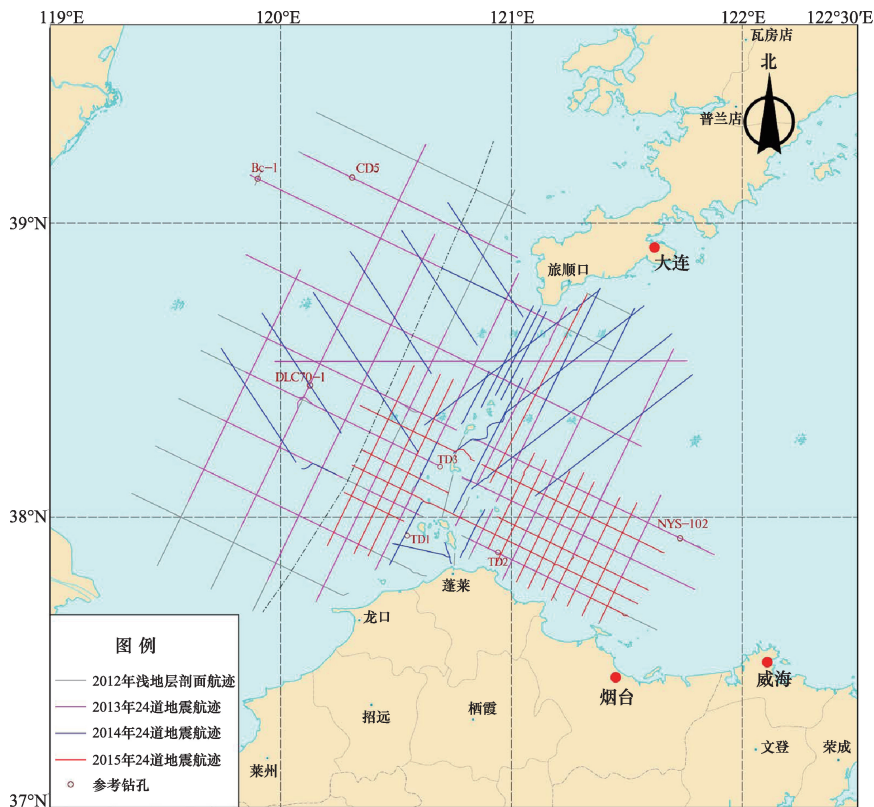 119°E
120°E
121°E
122°E
122°30′E
瓦房店
北
普兰店
Bc-1
CD5
39°N
大连
旅顺口
渤
海
DLC70-1
TD3
38°N
TD1
TD2
NYS-102
黄
海
蓬莱
龙口
图 例
2012年浅地层剖面航迹
2013年24道地震航迹
2014年24道地震航迹
2015年24道地震航迹
参考钻孔
烟台
威海
招远
栖霞
文登
荣成
莱州
37°N